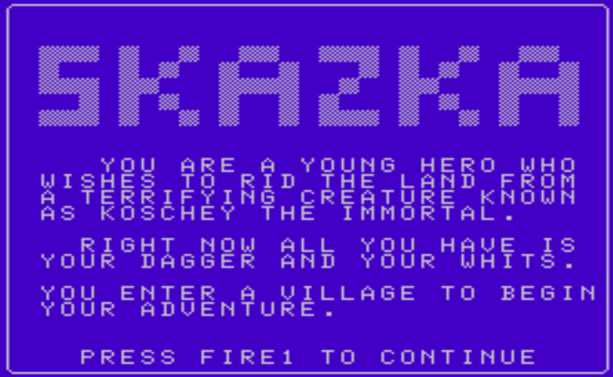 SKAZKA
YOU ARE A YOUNG HERO WHO
WISHES TO RID THE LAND FROM
A TERRIFYING CREATURE KNOWN
AS KOSCHEY THE IMMORTAL.
RIGHT NOW ALL YOU HAVE IS
YOUR DAGGER AND YOUR WHITS.
YOU ENTER A VILLAGE TO BEGIN
YOUR ADVENTURE.
PRESS FIRE1 TO CONTINUE